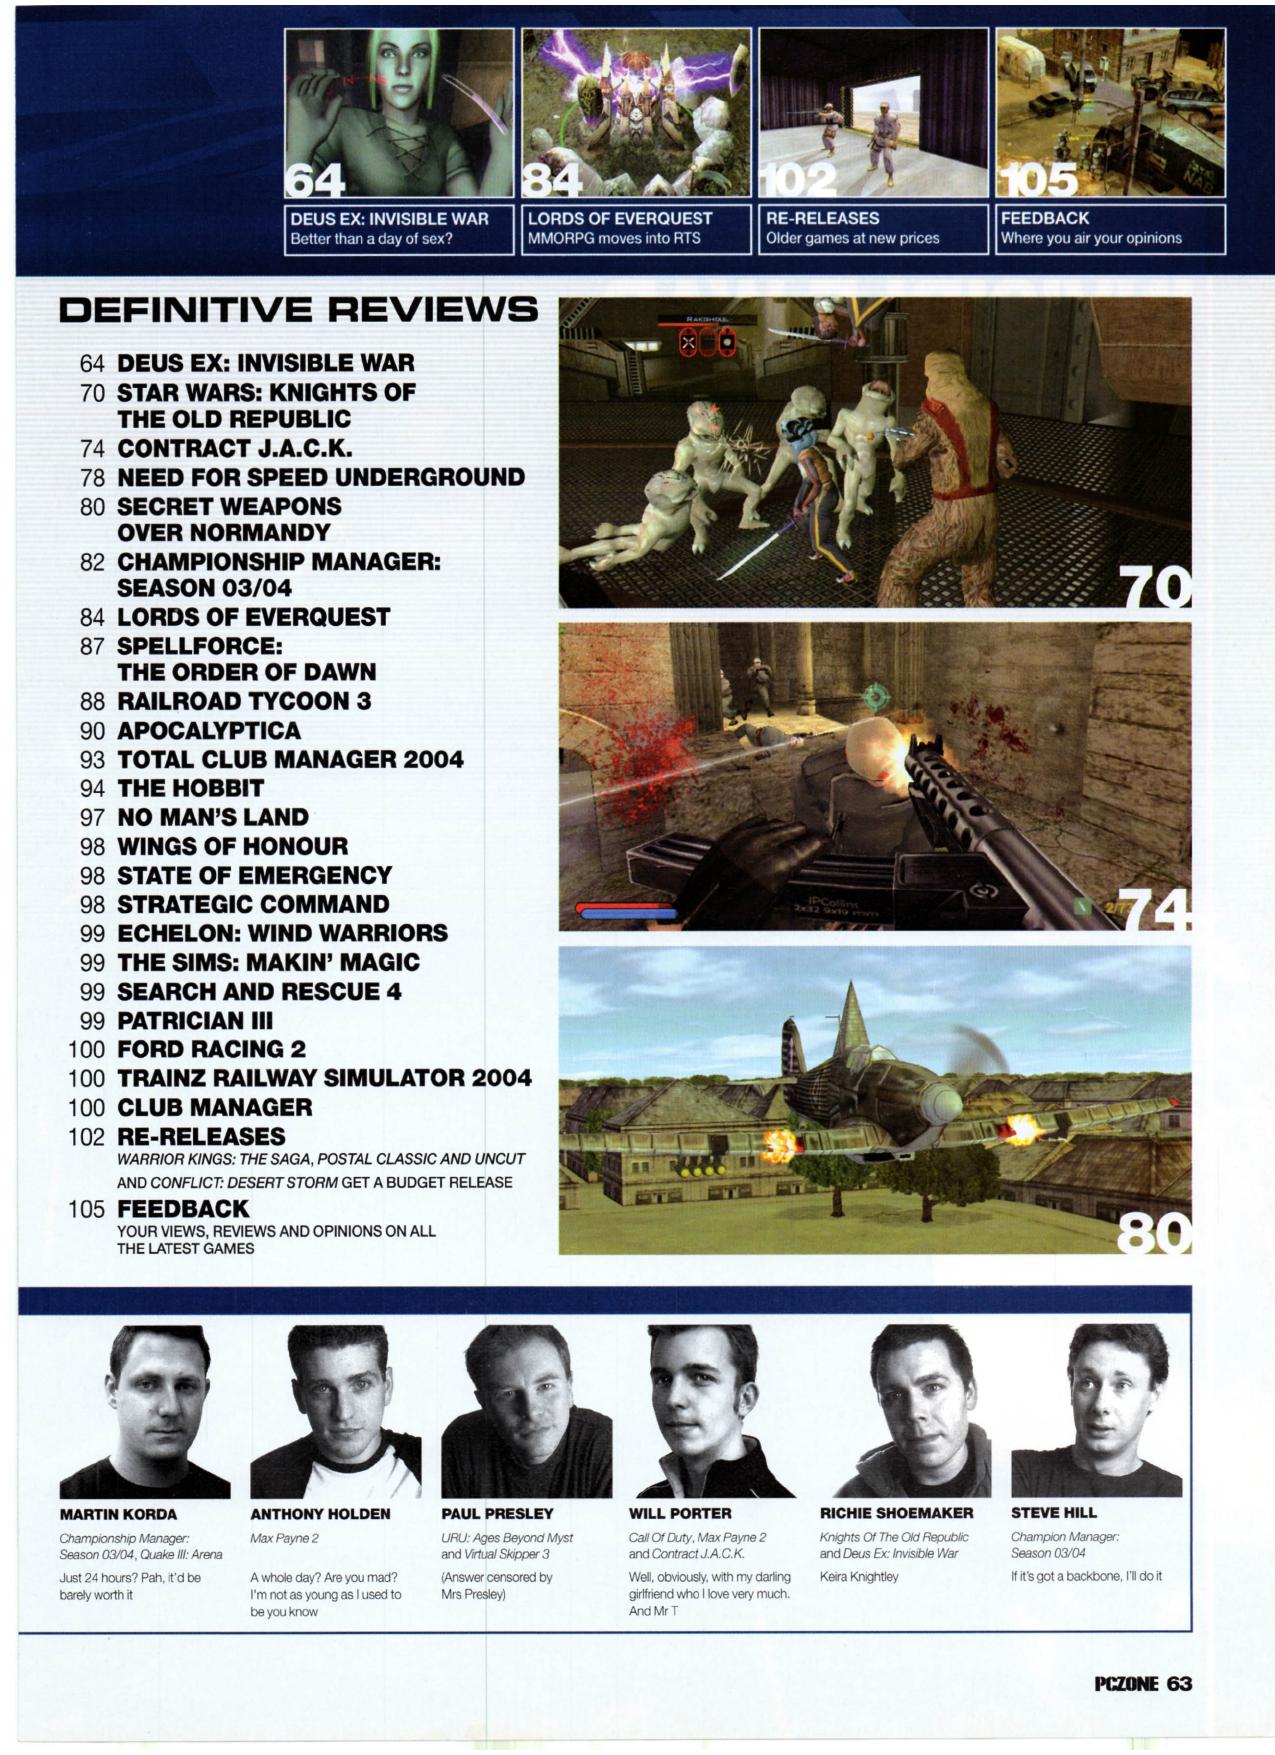 64
84
102
105
DEUS EX: INVISIBLE WAR
Better than a day of sex?
LORDS OF EVERQUEST
MMORPG moves into RTS
RE-RELEASES
Older games at new prices
FEEDBACK
Where you air your opinions
DEFINITIVE REVIEWS
64 DEUS EX: INVISIBLE WAR
70 STAR WARS: KNIGHTS OF
THE OLD REPUBLIC
74 CONTRACT J.A.C.K.
78 NEED FOR SPEED UNDERGROUND
80 SECRET WEAPONS
OVER NORMANDY
82 CHAMPIONSHIP MANAGER:
SEASON 03/04
84 LORDS OF EVERQUEST
87 SPELLFORCE:
THE ORDER OF DAWN
88 RAILROAD TYCOON 3
90 APOCALYPTICA
93 TOTAL CLUB MANAGER 2004
94 THE HOBBIT
97 NO MAN'S LAND
98 WINGS OF HONOUR
98 STATE OF EMERGENCY
98 STRATEGIC COMMAND
99 ECHELON: WIND WARRIORS
99 THE SIMS: MAKIN' MAGIC
99 SEARCH AND RESCUE 4
99 PATRICIAN III
100 FORD RACING 2
100 TRAINZ RAILWAY SIMULATOR 2004
100 CLUB MANAGER
102 RE-RELEASES
WARRIOR KINGS: THE SAGA, POSTAL CLASSIC AND UNCUT
AND CONFLICT: DESERT STORM GET A BUDGET RELEASE
105 FEEDBACK
YOUR VIEWS, REVIEWS AND OPINIONS ON ALL
THE LATEST GAMES
RAKGHOUL
70
IPCollins
2x32 9x19 mm
74
80
MARTIN KORDA
Championship Manager:
Season 03/04, Quake III: Arena
Just 24 hours? Pah, it'd be
barely worth it
ANTHONY HOLDEN
Max Payne 2
A whole day? Are you mad?
I'm not as young as I used to
be you know
PAUL PRESLEY
URU: Ages Beyond Myst
and Virtual Skipper 3
(Answer censored by
Mrs Presley)
WILL PORTER
Call Of Duty, Max Payne 2
and Contract J.A.C.K.
Well, obviously, with my darling
girlfriend who I love very much.
And Mr T
RICHIE SHOEMAKER
Knights Of The Old Republic
and Deus Ex: Invisible War
Keira Knightley
STEVE HILL
Champion Manager:
Season 03/04
If it's got a backbone, I'll do it
PCZONE 63